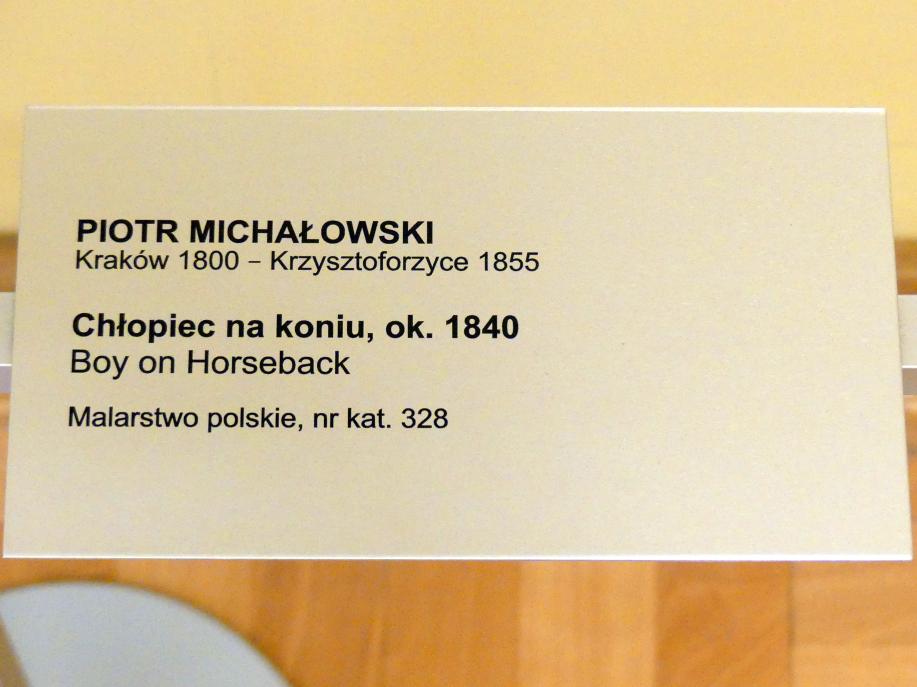 PIOTR MICHAŁOWSKI
Kraków 1800 – Krzysztoforzyce 1855
Chłopiec na koniu, ok. 1840
Boy on Horseback
Malarstwo polskie, nr kat. 328